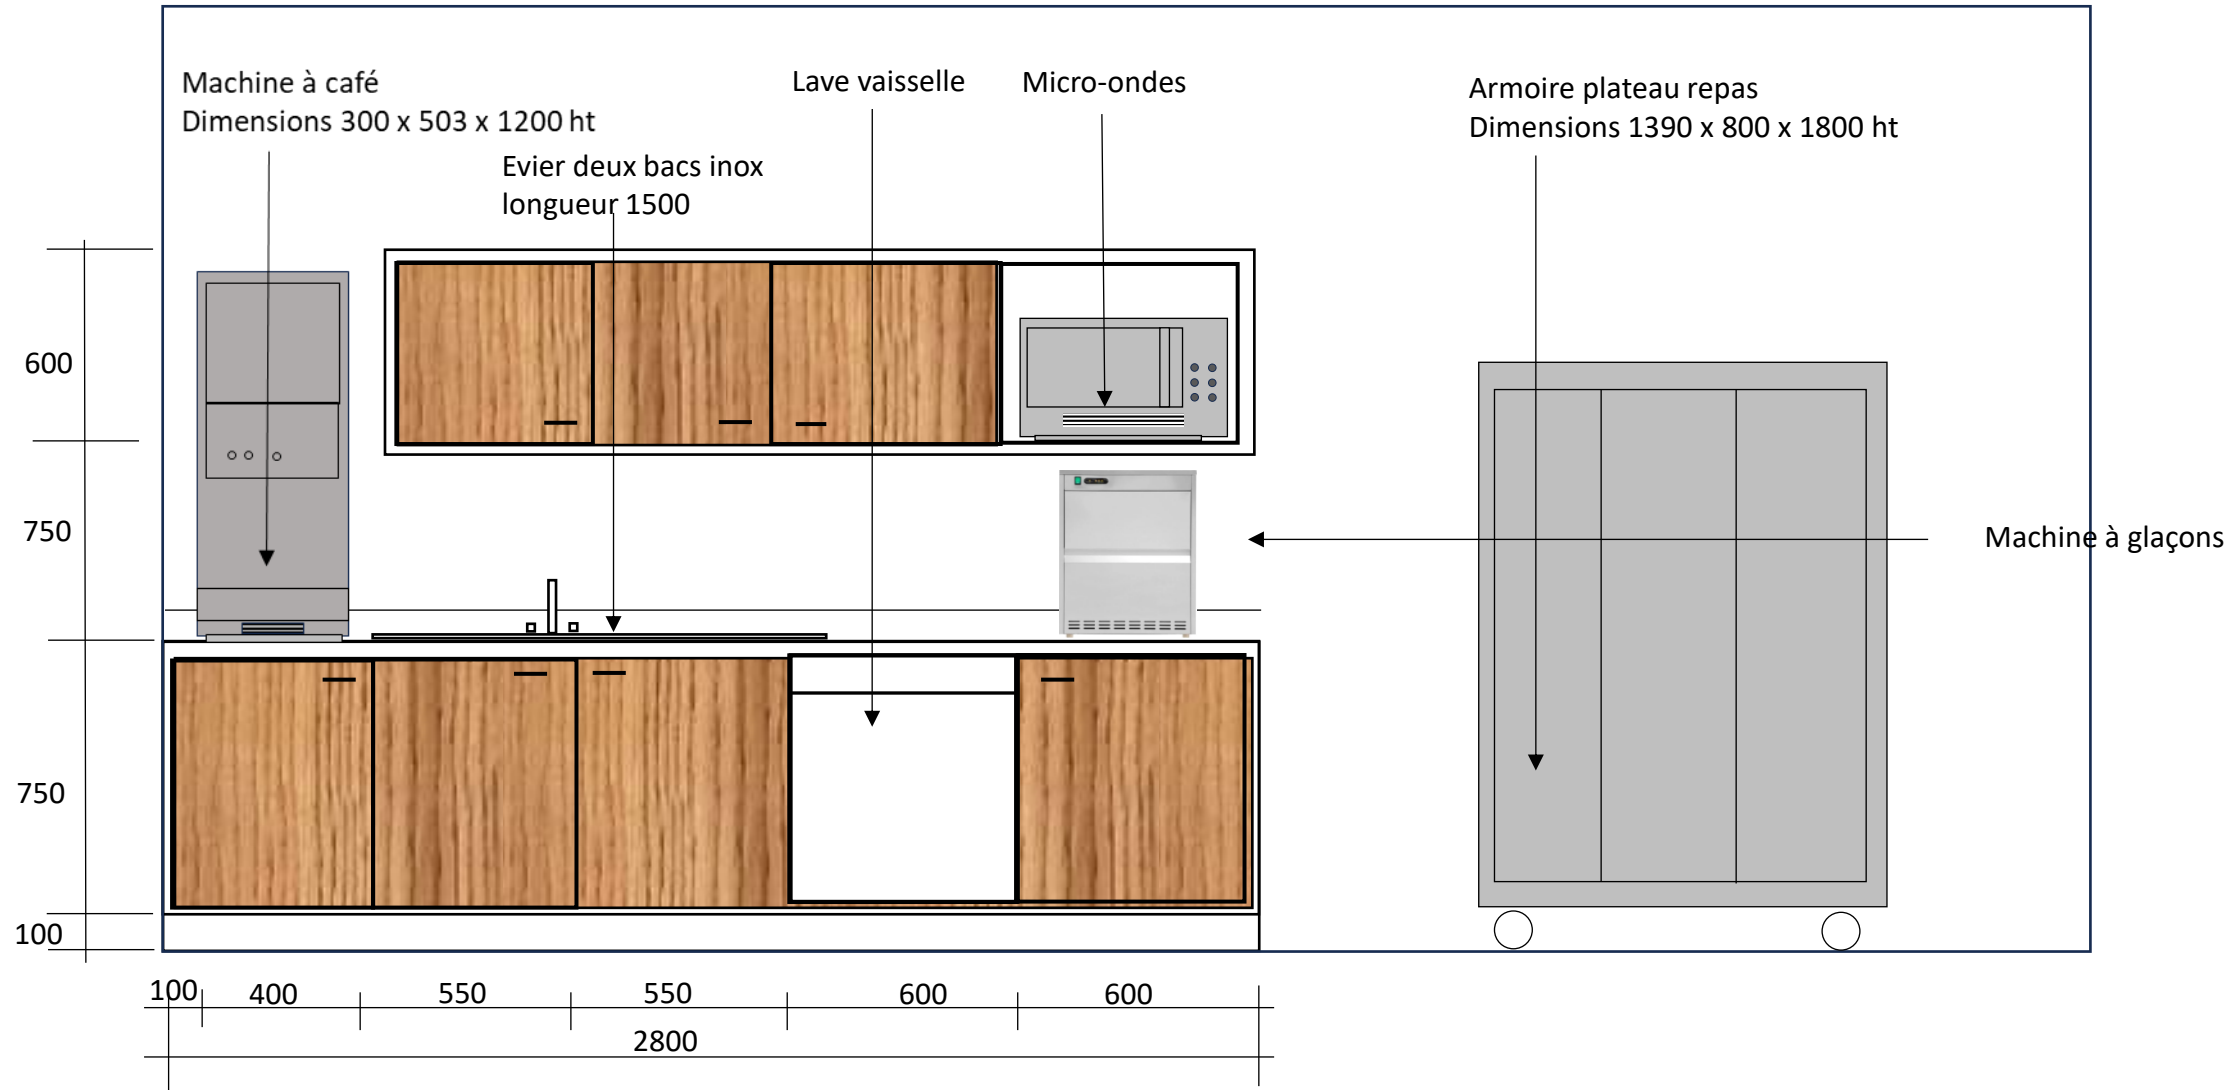 Machine à café
Dimensions 300 x 503 x 1200 ht
Evier deux bacs inox
longueur 1500
Lave vaisselle
Micro-ondes
Armoire plateau repas
Dimensions 1390 x 800 x 1800 ht
600
750
Machine à glaçons
750
100
100
400
550
550
600
600
2800